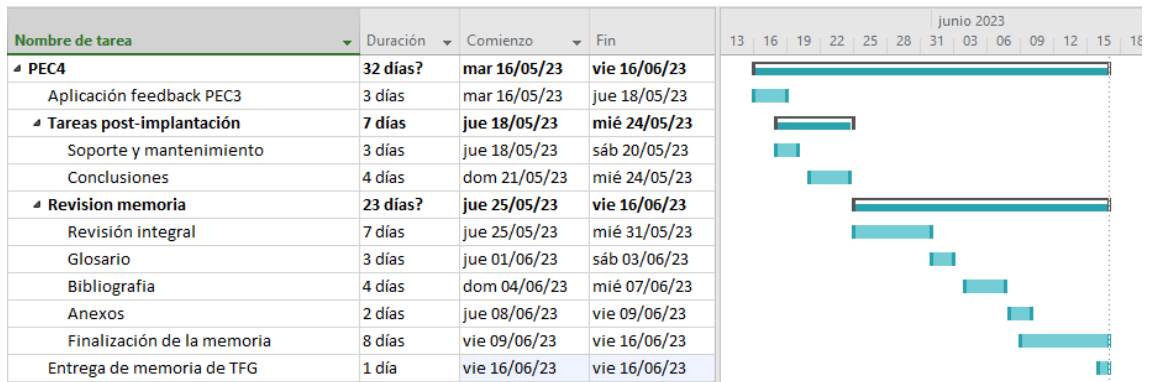 junio 2023
Nombre de tarea Duración Comienzo Fin 13 16 19 22 25 28 31 03 06 09 12 15 18
PEC4 32 días? mar 16/05/23 vie 16/06/23
Aplicación feedback PEC3 3 días mar 16/05/23 jue 18/05/23
Tareas post-implantación 7 días jue 18/05/23 mié 24/05/23
Soporte y mantenimiento 3 días jue 18/05/23 sáb 20/05/23
Conclusiones 4 días dom 21/05/23 mié 24/05/23
Revision memoria 23 días? jue 25/05/23 vie 16/06/23
Revisión integral 7 días jue 25/05/23 mié 31/05/23
Glosario 3 días jue 01/06/23 sáb 03/06/23
Bibliografia 4 días dom 04/06/23 mié 07/06/23
Anexos 2 días jue 08/06/23 vie 09/06/23
Finalización de la memoria 8 días vie 09/06/23 vie 16/06/23
Entrega de memoria de TFG 1 día vie 16/06/23 vie 16/06/23